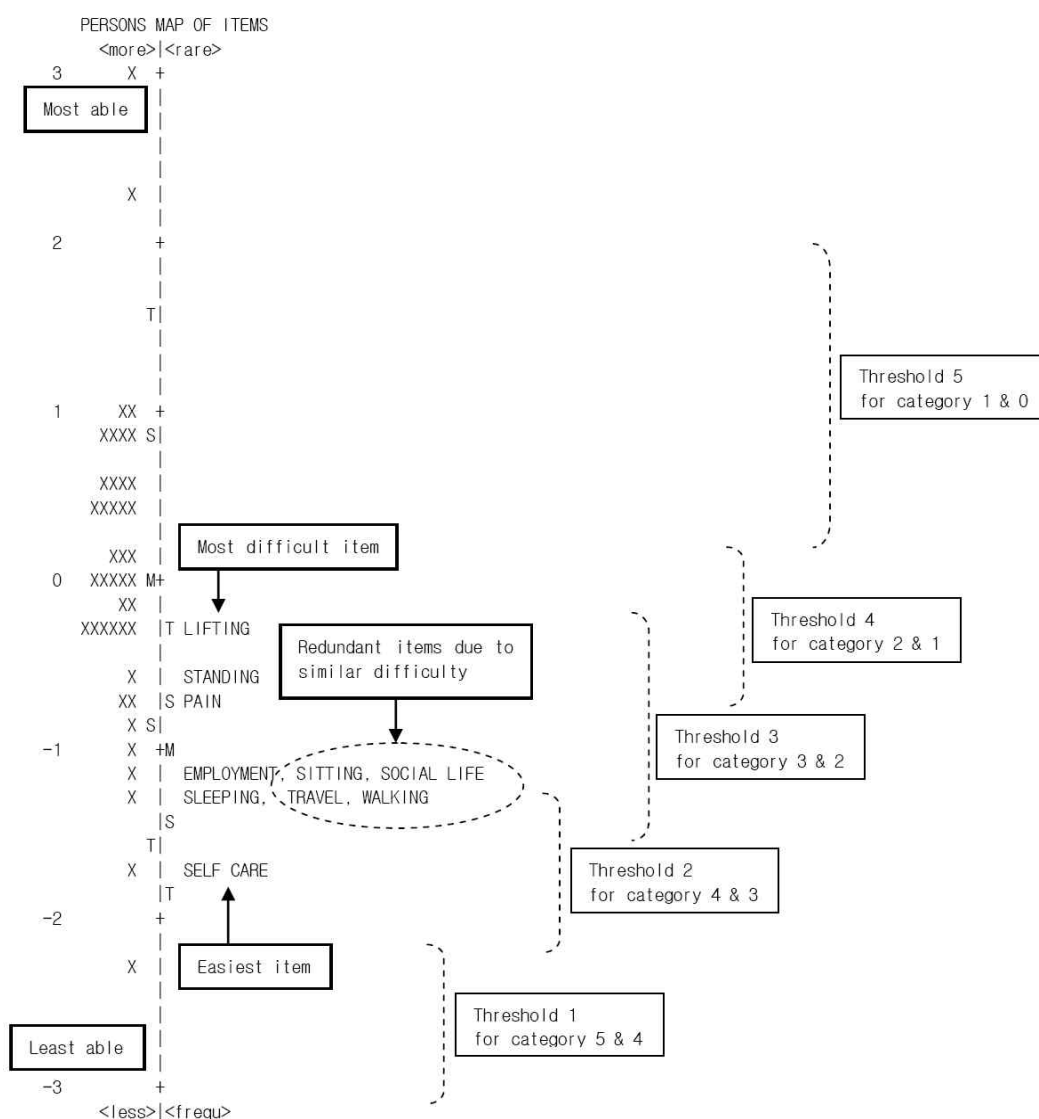 PERSONS MAP OF ITEMS
<more>|<rare>
3 X +
Most able |
|
|
|
X |
|
2 +
|
|
T|
|
|
Threshold 5
for category 1 & 0
|
1 XX +
XXXX S|
|
XXXX |
XXXXX |
|
XXX | Most difficult item
0 XXXXX M+
XX |
Threshold 4
for category 2 & 1
XXXXXX |T LIFTING
Redundant items due to
similar difficulty
|
X | STANDING
XX |S PAIN
X S|
Threshold 3
for category 3 & 2
-1 X +M
X | EMPLOYMENT, SITTING, SOCIAL LIFE
X | SLEEPING, TRAVEL, WALKING
|S
T|
X | SELF CARE
Threshold 2
for category 4 & 3
|T
-2 +
|
X | Easiest item
|
Threshold 1
for category 5 & 4
|
Least able |
|
-3 +
<less>|<frequ>